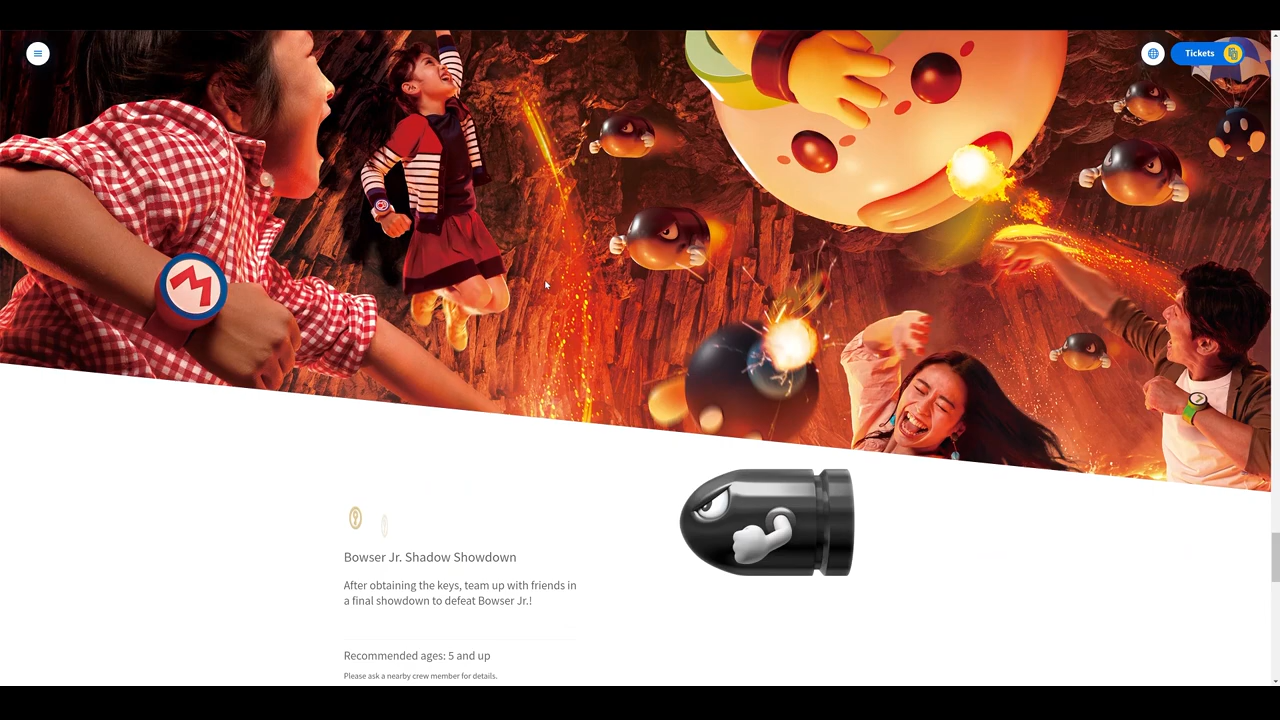 Tickets
M
Bowser Jr. Shadow Showdown
After obtaining the keys, team up with friends in
a final showdown to defeat Bowser Jr.!
Recommended ages: 5 and up
Please ask a nearby crew member for details.